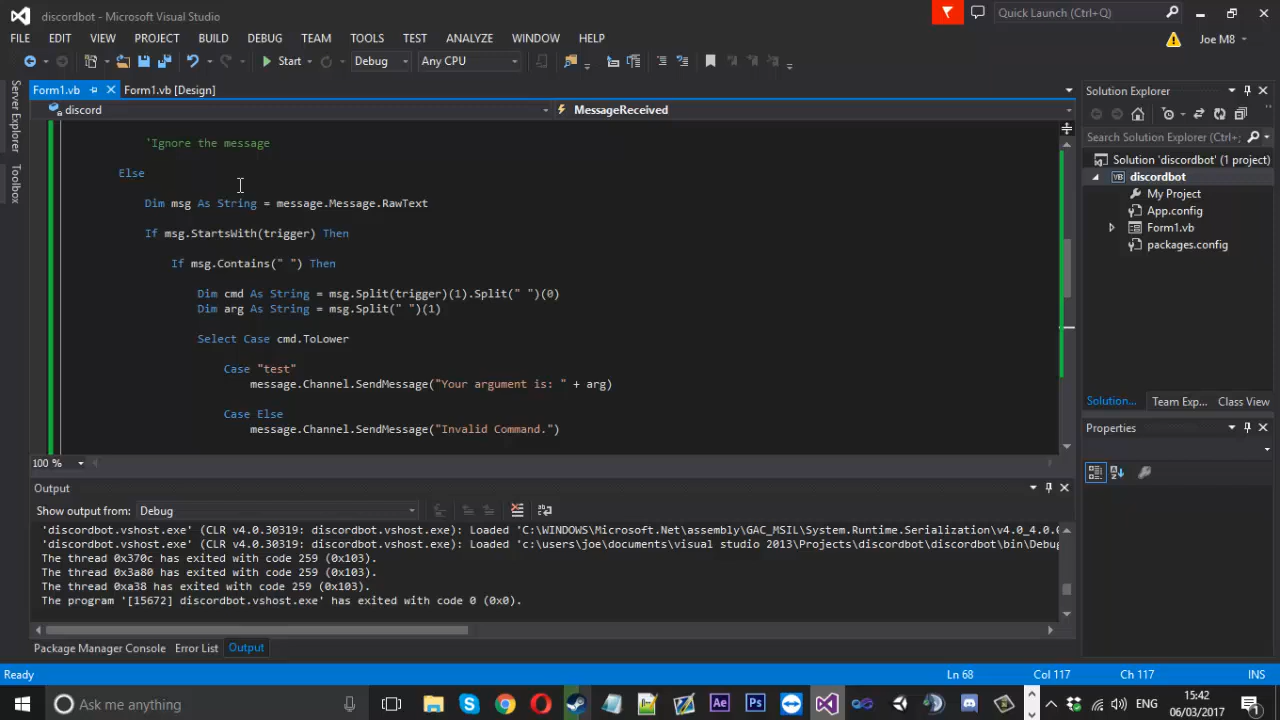 discordbot - Microsoft Visual Studio
Quick Launch (Ctrl+Q)
FILE EDIT VIEW PROJECT BUILD DEBUG TEAM TOOLS TEST ANALYZE WINDOW HELP
Joe M8
Start Debug Any CPU
Form1.vb Form1.vb [Design]
discord MessageReceived
Server Explorer
Toolbox
`Ignore the message
Else
Dim msg As String = message.Message.RawText
If msg.StartsWith(trigger) Then
If msg.Contains(" ") Then
Dim cmd As String = msg.Split(trigger)(1).Split(" ")(0)
Dim arg As String = msg.Split(" ")(1)
Select Case cmd.ToLower
Case "test"
message.Channel.SendMessage("Your argument is: " + arg)
Case Else
message.Channel.SendMessage("Invalid Command.")
100 %
Solution Explorer
Search Solution Explorer (Ctrl+;
Solution 'discordbot' (1 project)
VB discordbot
My Project
App.config
Form1.vb
packages.config
Solution... Team Exp... Class View
Properties
Output
Show output from: Debug
'discordbot.vshost.exe' (CLR v4.0.30319: discordbot.vshost.exe): Loaded 'C:\WINDOWS\Microsoft.Net\assembly\GAC_MSIL\System.Runtime.Serialization\v4.0_4.0.0
'discordbot.vshost.exe' (CLR v4.0.30319: discordbot.vshost.exe): Loaded 'c:\users\joe\documents\visual studio 2013\Projects\discordbot\discordbot\bin\Debug
The thread 0x370c has exited with code 259 (0x103).
The thread 0x3a80 has exited with code 259 (0x103).
The thread 0xa38 has exited with code 259 (0x103).
The program '[15672] discordbot.vshost.exe' has exited with code 0 (0x0).
Package Manager Console Error List Output
Ready Ln 68 Col 117 Ch 117 INS
Ask me anything
Ae Ps
ENG
15:42
06/03/2017
1